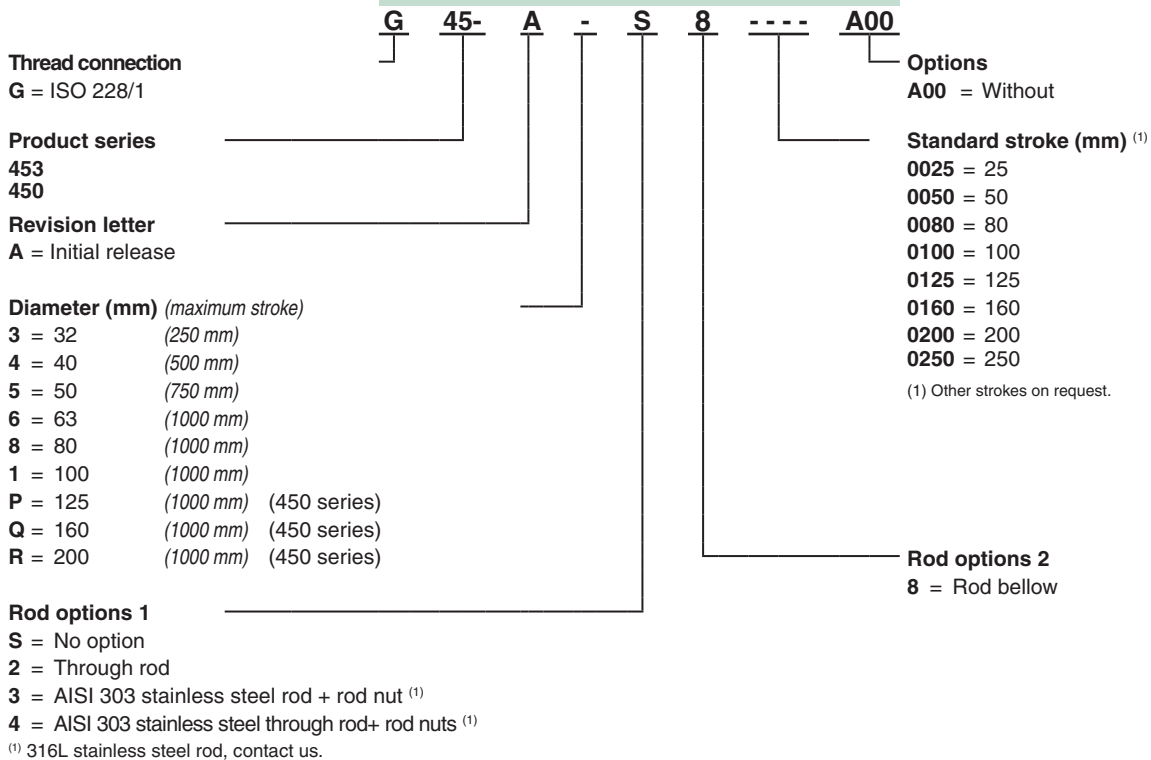 G 45- A - S 8 - - - - A00
Thread connection
G = ISO 228/1
Product series
453
450
Revision letter
A = Initial release
Diameter (mm) (maximum stroke)
3 = 32 (250 mm)
4 = 40 (500 mm)
5 = 50 (750 mm)
6 = 63 (1000 mm)
8 = 80 (1000 mm)
1 = 100 (1000 mm)
P = 125 (1000 mm) (450 series)
Q = 160 (1000 mm) (450 series)
R = 200 (1000 mm) (450 series)
Rod options 1
S = No option
2 = Through rod
3 = AISI 303 stainless steel rod + rod nut (1)
4 = AISI 303 stainless steel through rod+ rod nuts (1)
(1) 316L stainless steel rod, contact us.
Options
A00 = Without
Standard stroke (mm) (1)
0025 = 25
0050 = 50
0080 = 80
0100 = 100
0125 = 125
0160 = 160
0200 = 200
0250 = 250
(1) Other strokes on request.
Rod options 2
8 = Rod bellow